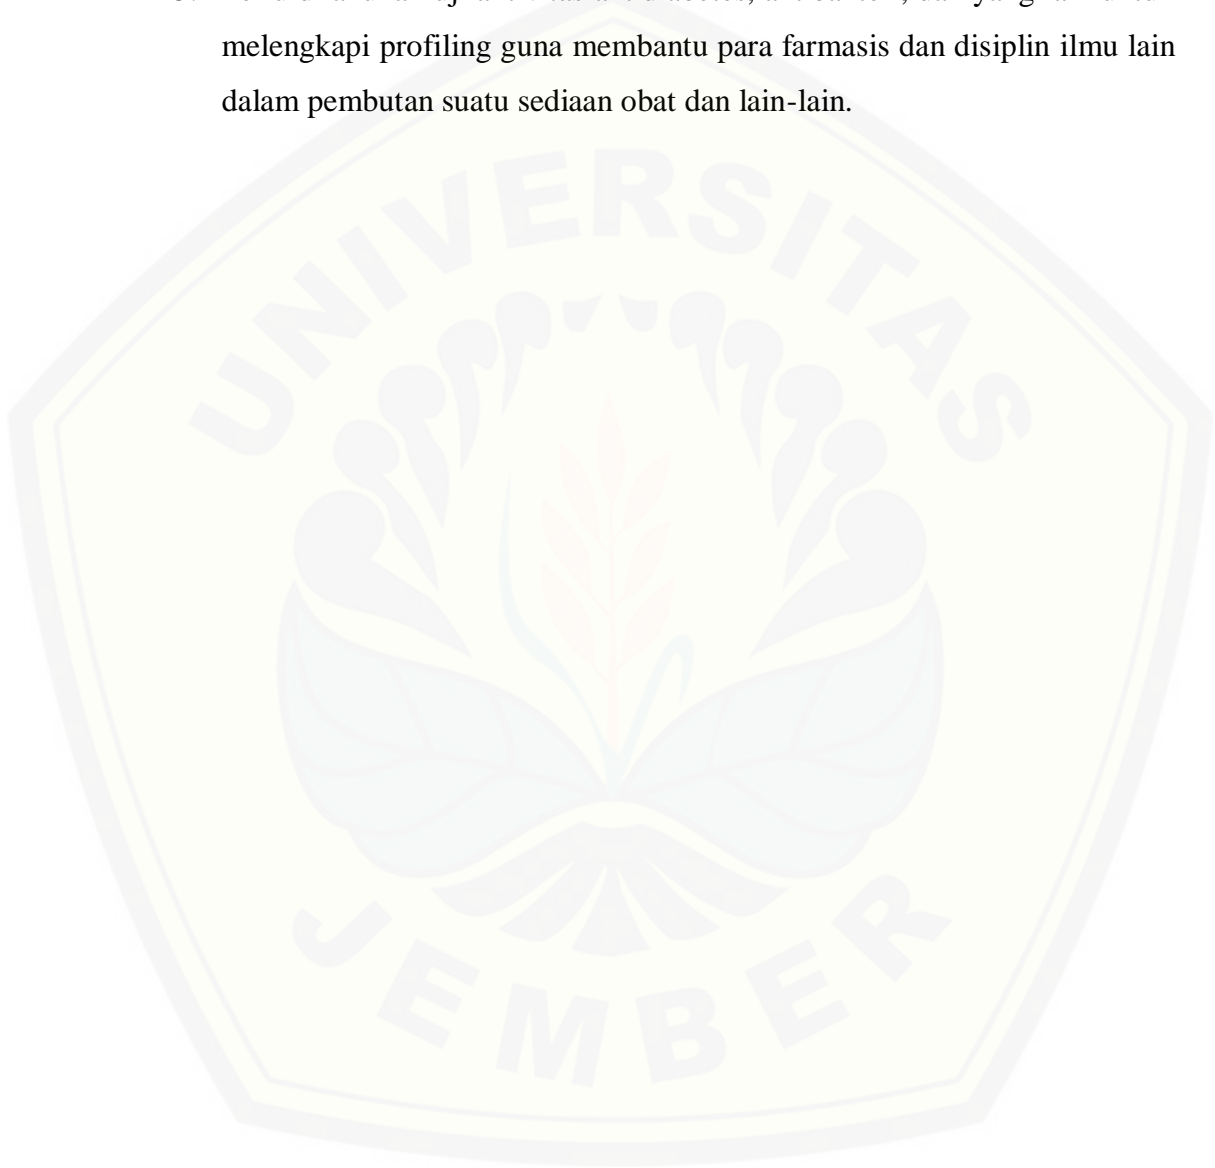 melengkapi profiling guna membantu para farmasis dan disiplin ilmu lain
dalam pembutan suatu sediaan obat dan lain-lain.
UNIVERSITAS
JEMBER